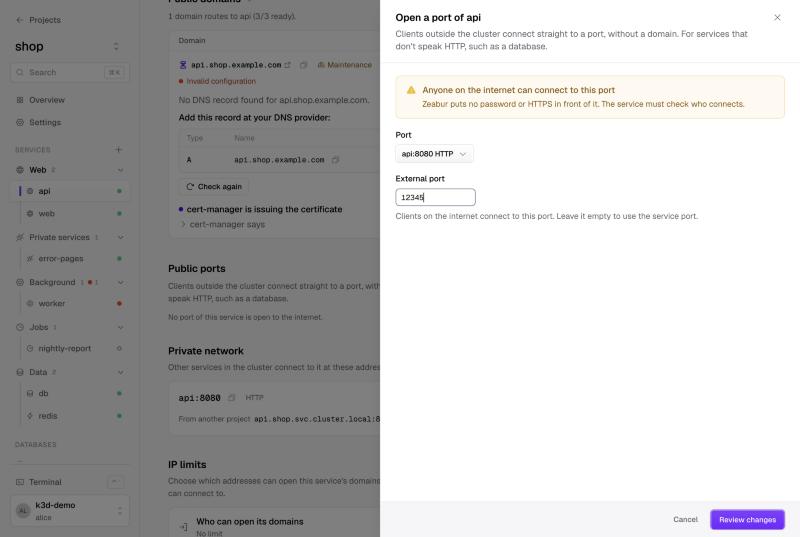 Projects
shop
Search
⌘K
Overview
Settings
SERVICES
Web 2
api
web
Private services 1
error-pages
Background 1 1
worker
Jobs 1
nightly-report
Data 2
db
redis
DATABASES
Terminal
AL
k3d-demo
alice
1 domain routes to api (3/3 ready).
Domain
api.shop.example.com
Maintenance
Invalid configuration
No DNS record found for api.shop.example.com.
Add this record at your DNS provider:
Type Name
A api.shop.example.com
Check again
cert-manager is issuing the certificate
cert-manager says
Public ports
Clients outside the cluster connect straight to a port, with
speak HTTP, such as a database.
No port of this service is open to the internet.
Private network
Other services in the cluster connect to it at these addres
api:8080 HTTP
From another project api.shop.svc.cluster.local:8
IP limits
Choose which addresses can open this service's domains
can connect to.
Who can open its domains
No limit
Open a port of api
Clients outside the cluster connect straight to a port, without a domain. For services that
don't speak HTTP, such as a database.
Anyone on the internet can connect to this port
Zeabur puts no password or HTTPS in front of it. The service must check who connects.
Port
api:8080 HTTP
External port
12345
Clients on the internet connect to this port. Leave it empty to use the service port.
Cancel
Review changes